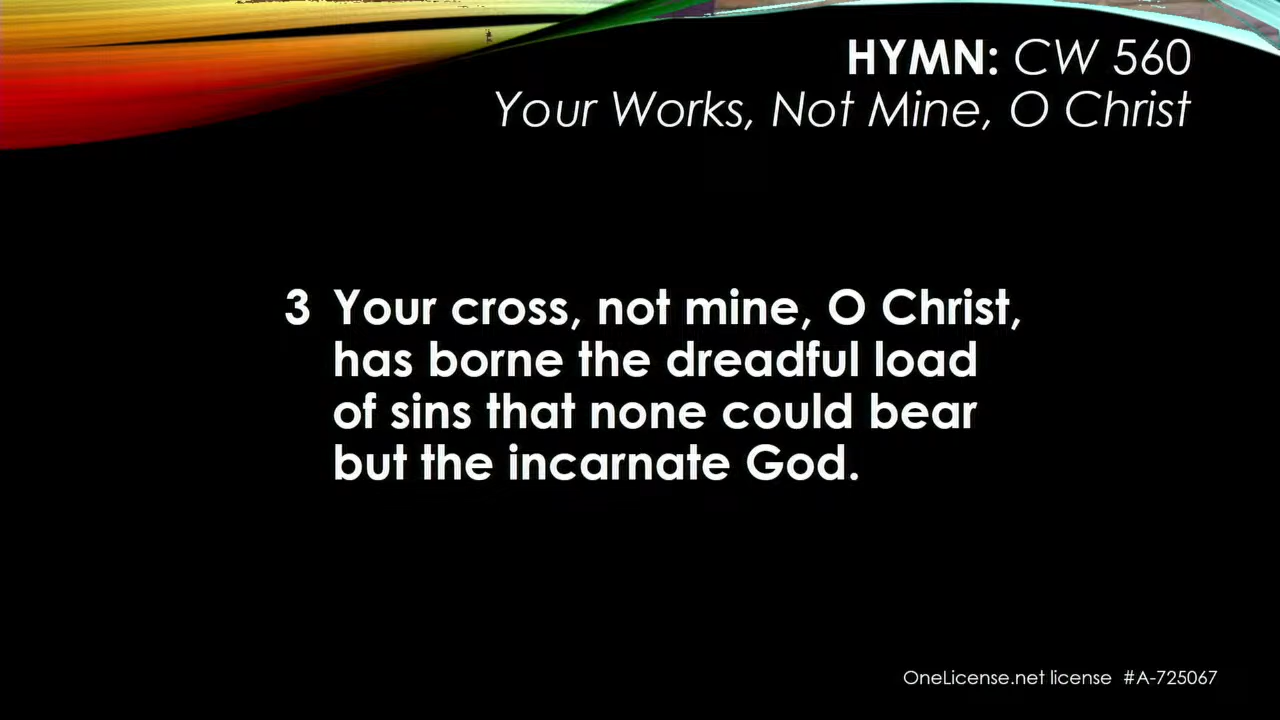 HYMN: CW 560
Your Works, Not Mine, O Christ
3 Your cross, not mine, O Christ,
has borne the dreadful load
of sins that none could bear
but the incarnate God.
OneLicense.net license #A-725067